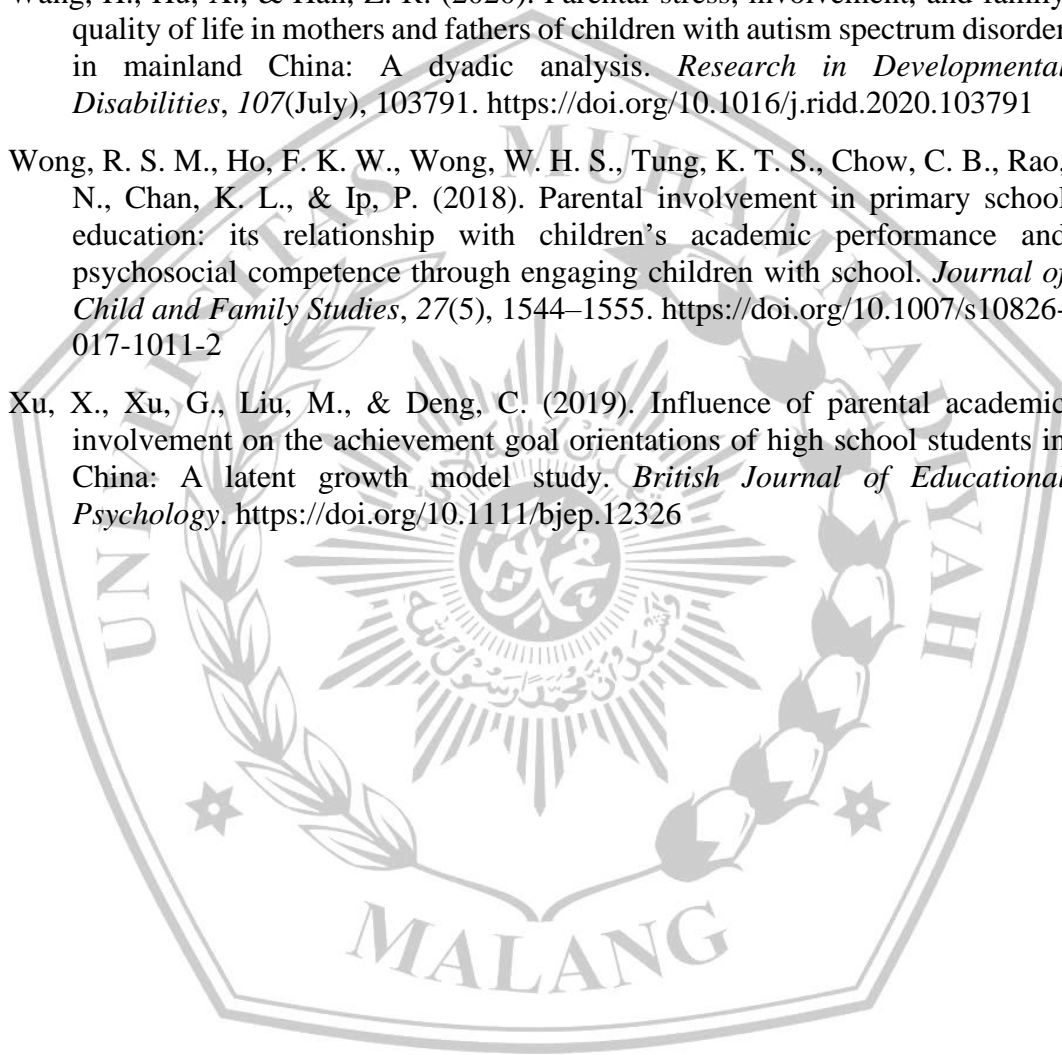 quality of life in mothers and fathers of children with autism spectrum disorder
in mainland China: A dyadic analysis. Research in Developmental
Disabilities, 107(July), 103791. https://doi.org/10.1016/j.ridd.2020.103791
Wong, R. S. M., Ho, F. K. W., Wong, W. H. S., Tung, K. T. S., Chow, C. B., Rao,
N., Chan, K. L., & Ip, P. (2018). Parental involvement in primary school
education: its relationship with children’s academic performance and
psychosocial competence through engaging children with school. Journal of
Child and Family Studies, 27(5), 1544–1555. https://doi.org/10.1007/s10826-
017-1011-2
Xu, X., Xu, G., Liu, M., & Deng, C. (2019). Influence of parental academic
involvement on the achievement goal orientations of high school students in
China: A latent growth model study. British Journal of Educational
Psychology. https://doi.org/10.1111/bjep.12326
UNIVERSITAS MUHAMMADIYAH
MALANG